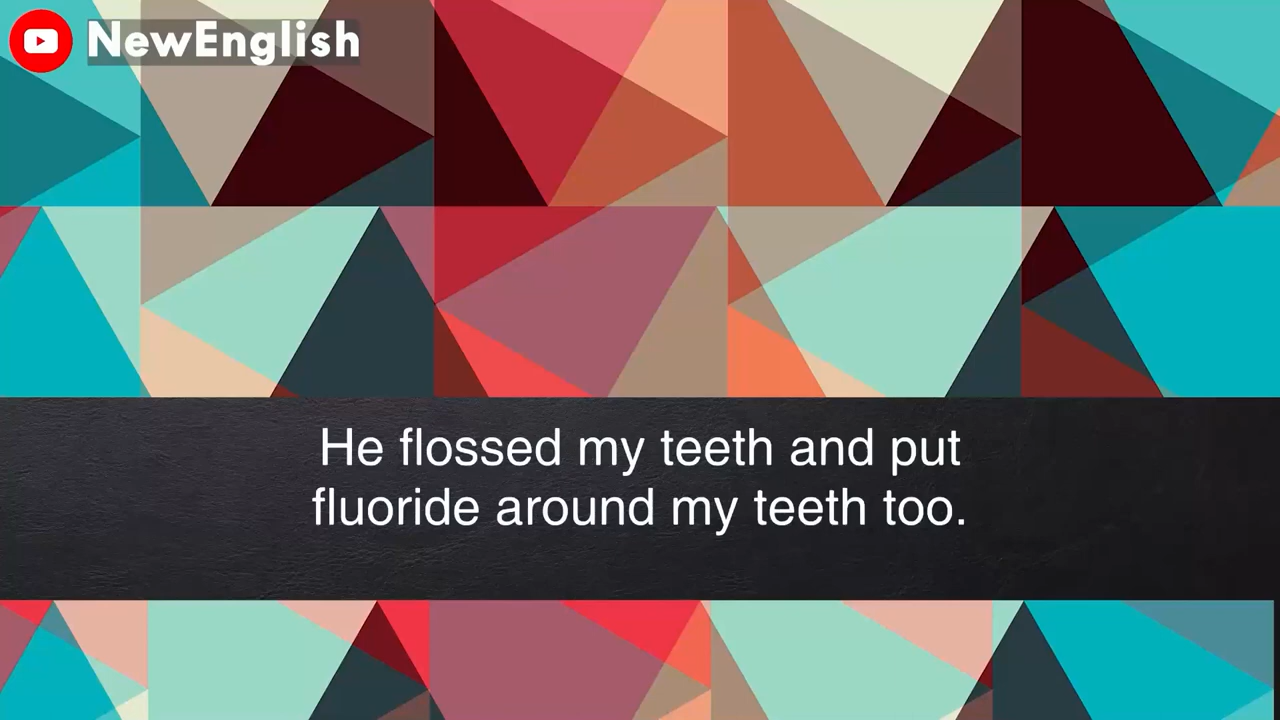 NewEnglish
He flossed my teeth and put
fluoride around my teeth too.